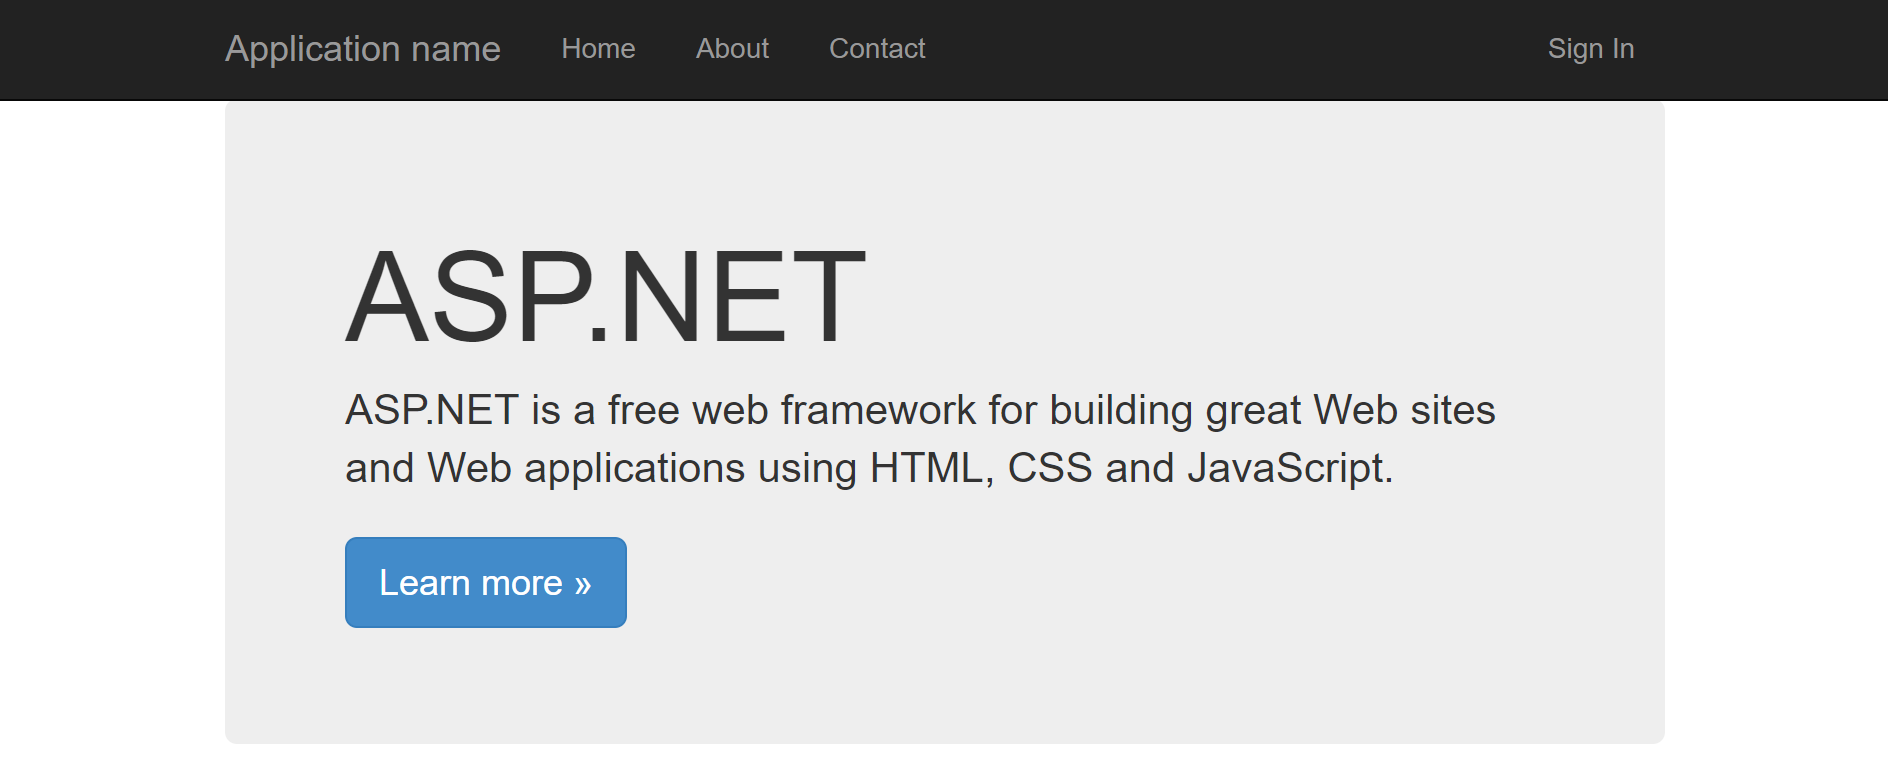 Application name Home About Contact Sign In
ASP.NET
ASP.NET is a free web framework for building great Web sites
and Web applications using HTML, CSS and JavaScript.
Learn more »